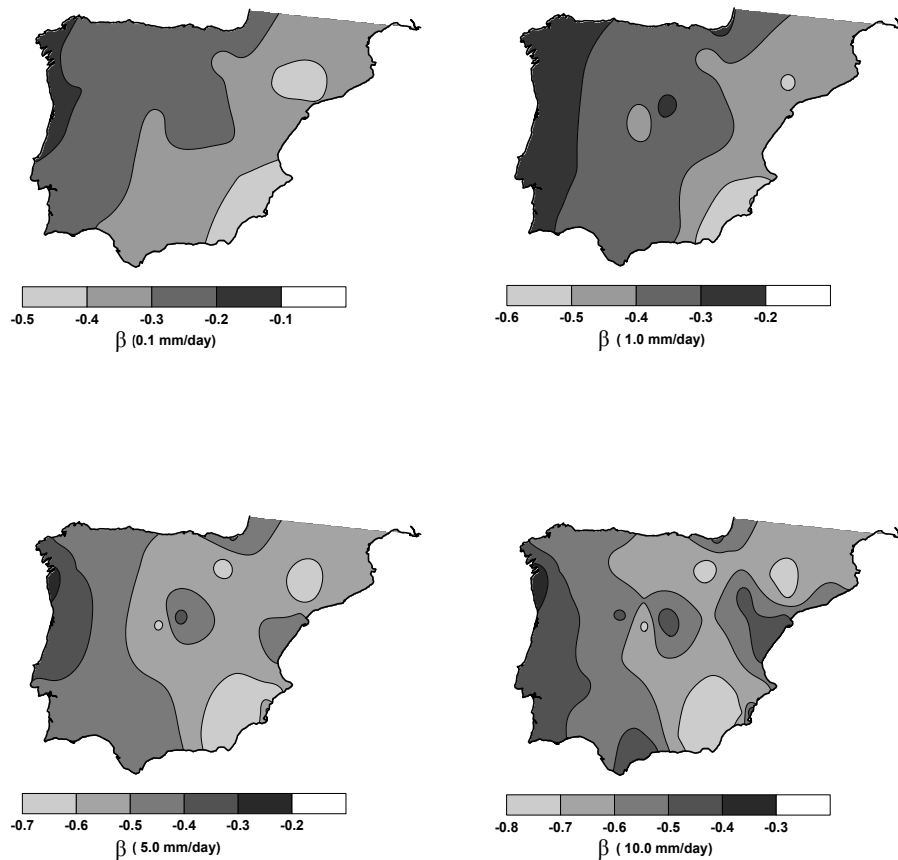 -0.5 -0.4 -0.3 -0.2 -0.1
β (0.1 mm/day)
-0.6 -0.5 -0.4 -0.3 -0.2
β ( 1.0 mm/day)
-0.7 -0.6 -0.5 -0.4 -0.3 -0.2
β ( 5.0 mm/day)
-0.8 -0.7 -0.6 -0.5 -0.4 -0.3
β ( 10.0 mm/day)